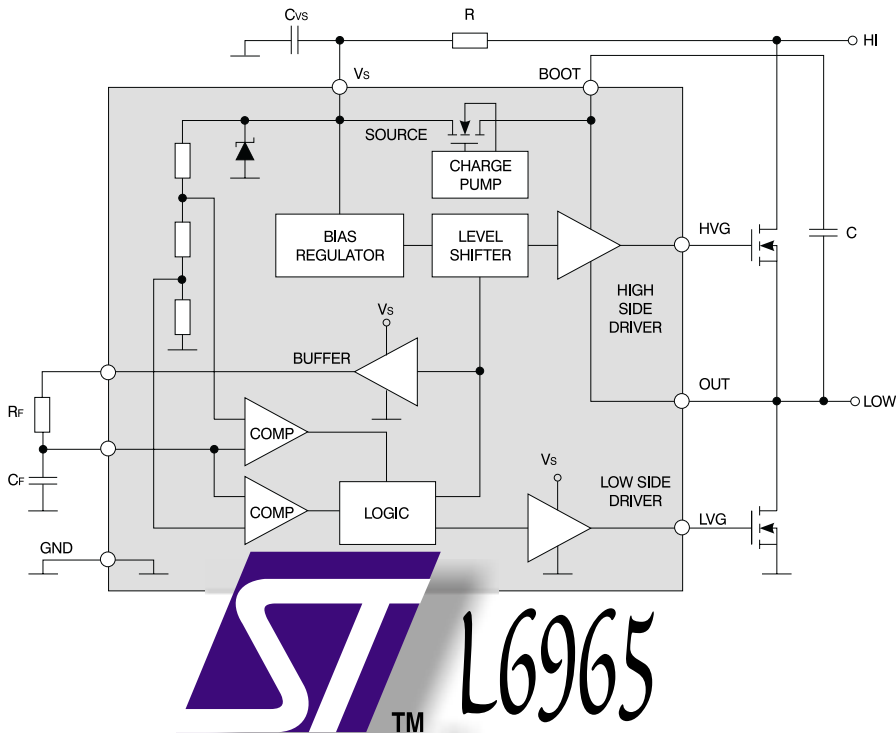 CVS
R
HI
VS
BOOT
SOURCE
CHARGE
PUMP
BIAS
REGULATOR
LEVEL
SHIFTER
HVG
C
HIGH
SIDE
DRIVER
VS
BUFFER
OUT
LOW
RF
COMP
CF
COMP
LOGIC
VS
LOW SIDE
DRIVER
LVG
GND
ST
TM
L6965